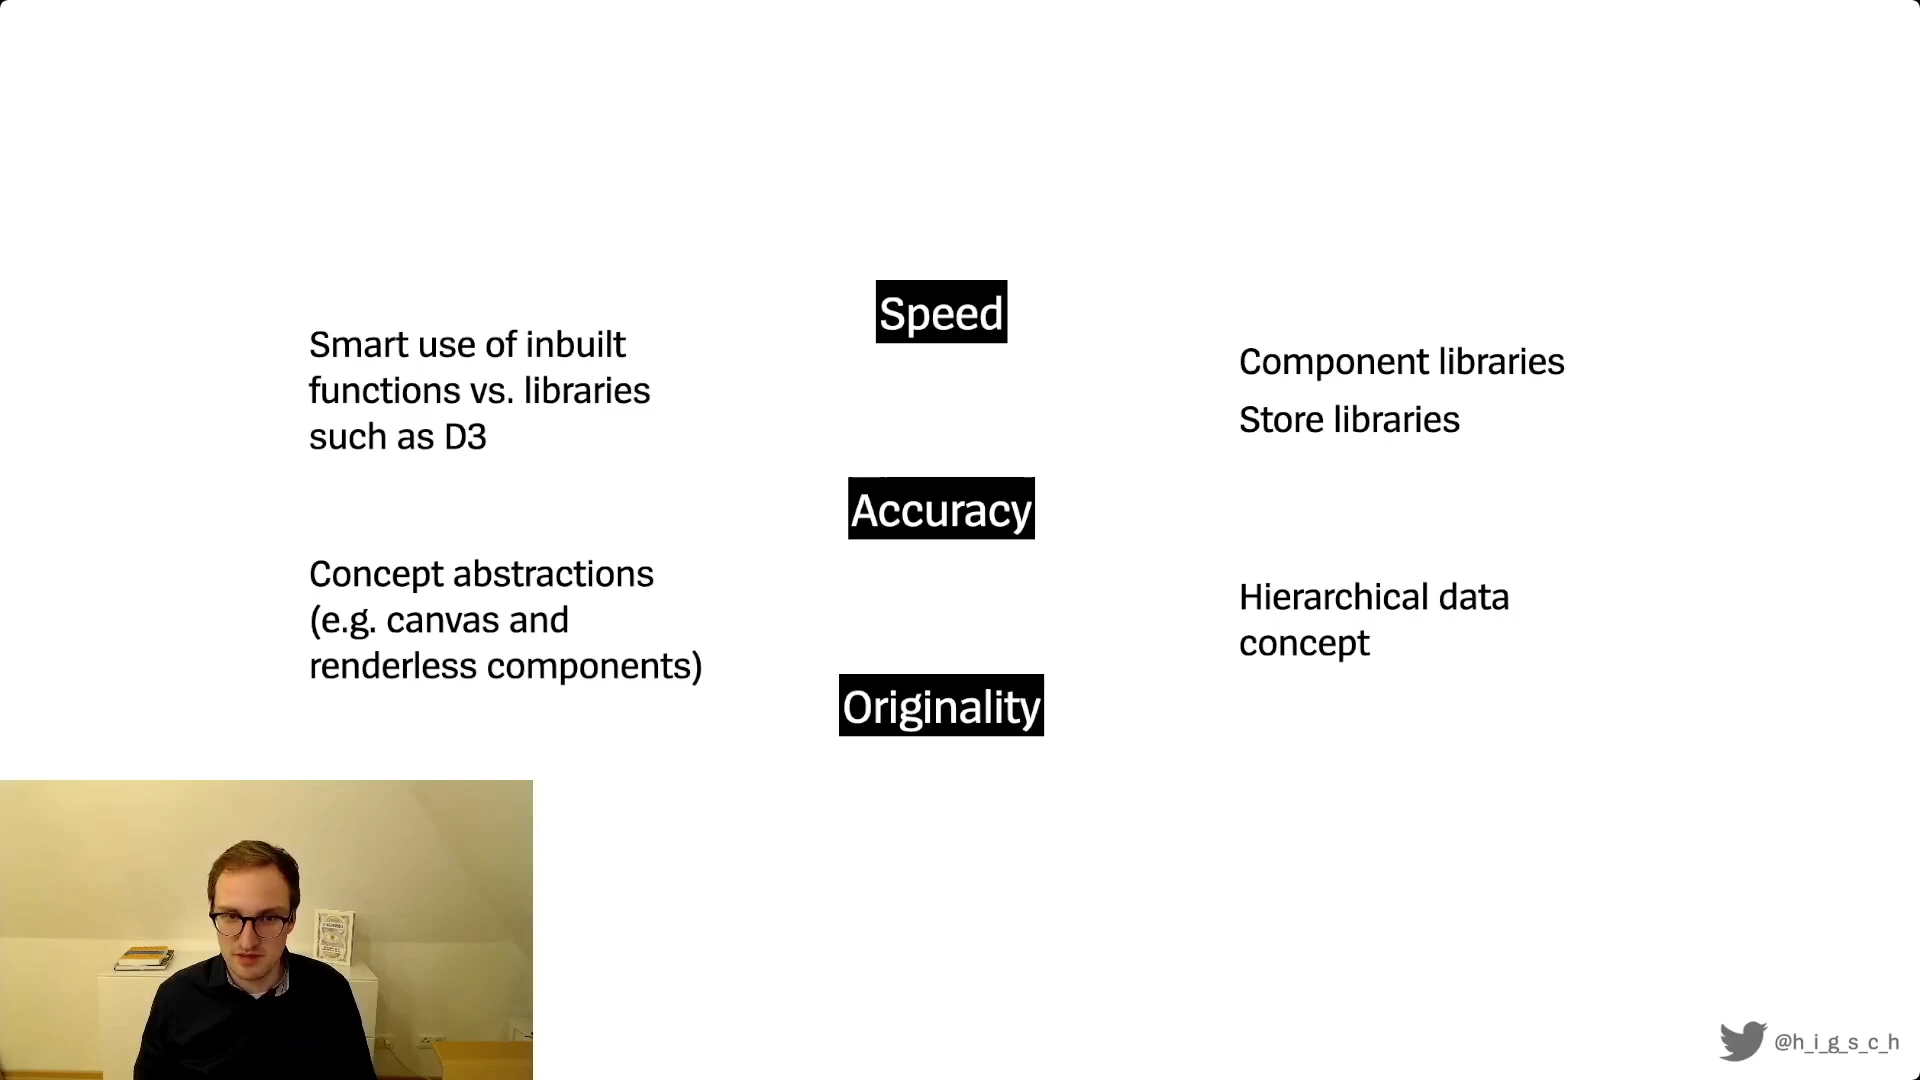 Speed
Smart use of inbuilt
functions vs. libraries
such as D3
Component libraries
Store libraries
Accuracy
Concept abstractions
(e.g. canvas and
renderless components)
Hierarchical data
concept
Originality
@h_i_g_s_c_h